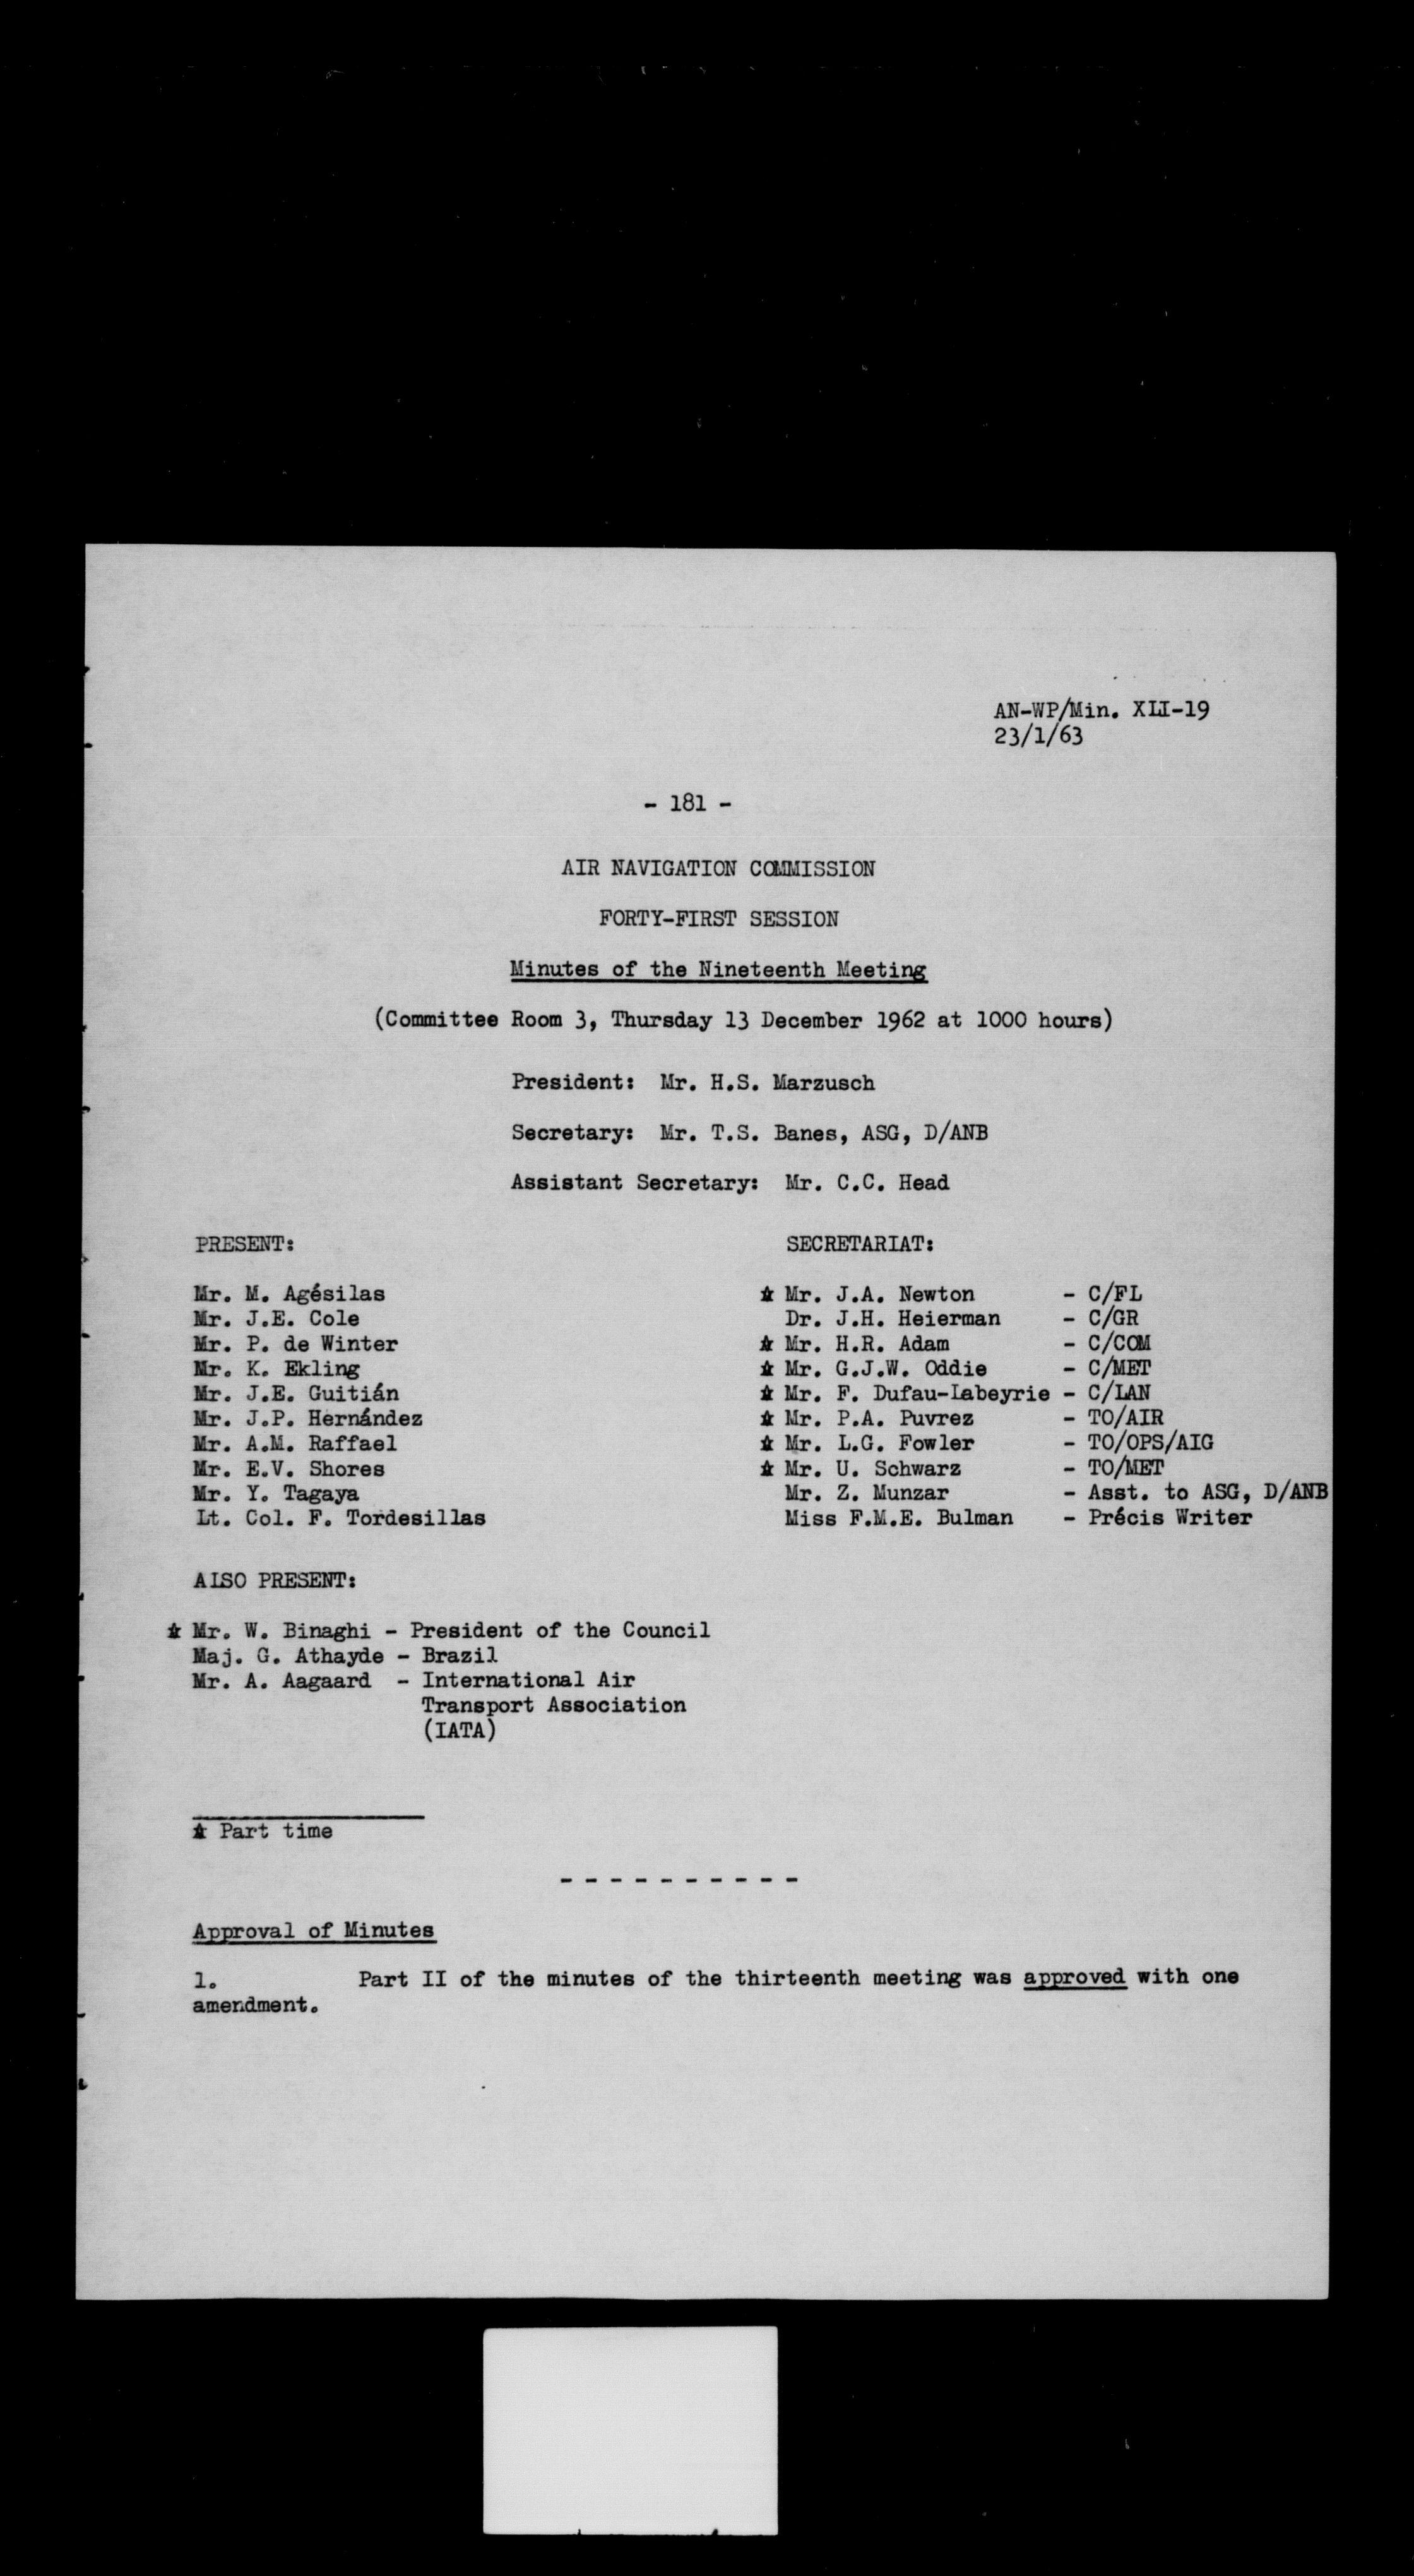 AN-WP/Min. XLI-19
23/1/63
- 181 -
AIR NAVIGATION COMMISSION
FORTY-FIRST SESSION
Minutes of the Nineteenth Meeting
(Committee Room 3, Thursday 13 December 1962 at 1000 hours)
President: Mr. H.S. Marzusch
Secretary: Mr. T.S. Banes, ASG, D/ANB
Assistant Secretary: Mr. C.C. Head
PRESENT:
Mr. M. Agésilas
Mr. J.E. Cole
Mr. P. de Winter
Mr. K. Ekling
Mr. J.E. Guitián
Mr. J.P. Hernández
Mr. A.M. Raffael
Mr. E.V. Shores
Mr. Y. Tagaya
Lt. Col. F. Tordesillas
SECRETARIAT:
☆ Mr. J.A. Newton - C/FL
Dr. J.H. Heierman - C/GR
☆ Mr. H.R. Adam - C/COM
☆ Mr. G.J.W. Oddie - C/MET
☆ Mr. F. Dufau-Labeyrie - C/LAN
☆ Mr. P.A. Puvrez - TO/AIR
☆ Mr. L.G. Fowler - TO/OPS/AIG
☆ Mr. U. Schwarz - TO/MET
Mr. Z. Munzar - Asst. to ASG, D/ANB
Miss F.M.E. Bulman - Précis Writer
ALSO PRESENT:
☆ Mr. W. Binaghi - President of the Council
Maj. G. Athayde - Brazil
Mr. A. Aagaard - International Air
Transport Association
(IATA)
☆ Part time
- - - - - - - - - -
Approval of Minutes
1. Part II of the minutes of the thirteenth meeting was approved with one
amendment.